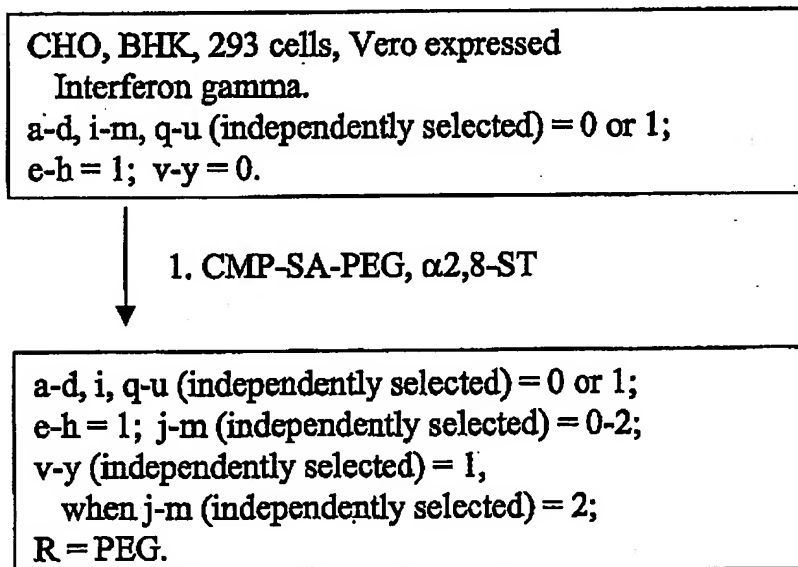 CHO, BHK, 293 cells, Vero expressed
Interferon gamma.
a-d, i-m, q-u (independently selected) = 0 or 1;
e-h = 1; v-y = 0.
1. CMP-SA-PEG, α2,8-ST
a-d, i, q-u (independently selected) = 0 or 1;
e-h = 1; j-m (independently selected) = 0-2;
v-y (independently selected) = 1,
when j-m (independently selected) = 2;
R = PEG.